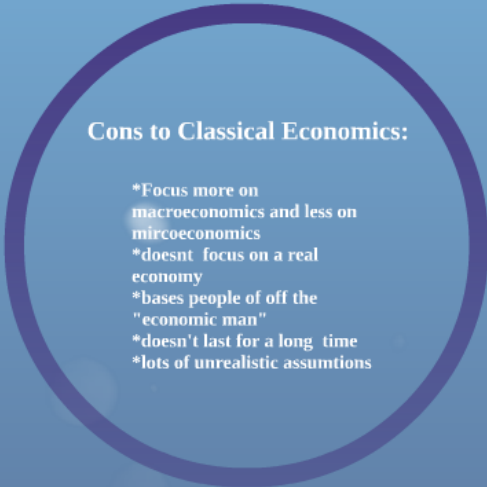 Cons to Classical Economics:
*Focus more on
macroeconomics and less on
mircoeconomics
*doesnt  focus on a real
economy
*bases people of off the
"economic man"
*doesn't last for a long  time
*lots of unrealistic assumtions